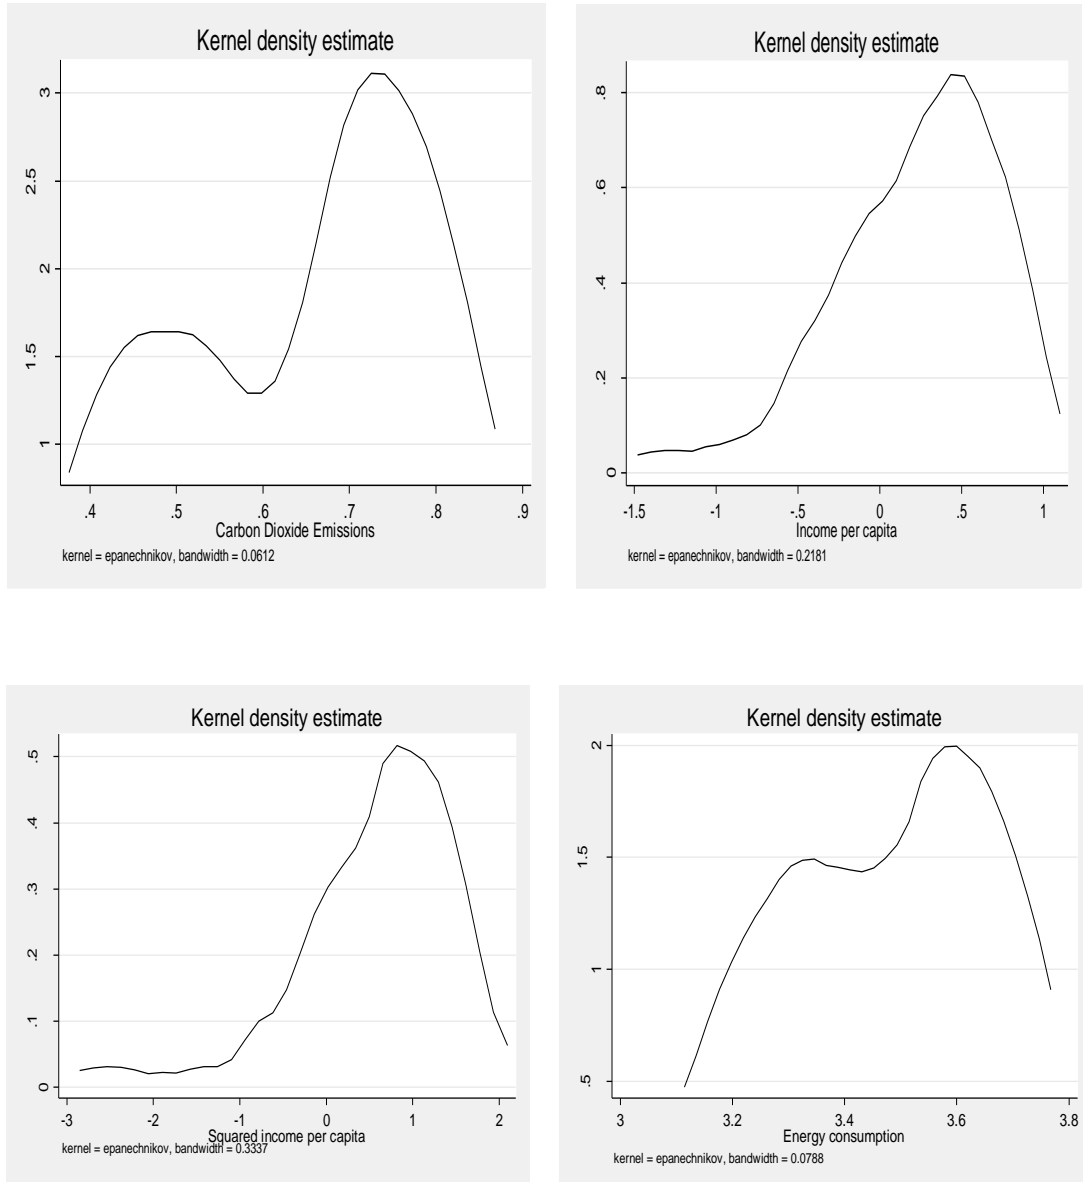 Kernel density estimate
3
2.5
2
1.5
1
.4 .5 .6 .7 .8 .9
Carbon Dioxide Emissions
kernel = epanechnikov, bandwidth = 0.0612
Kernel density estimate
.8
.6
.4
.2
0
-1.5 -1 -.5 0 .5 1
Income per capita
kernel = epanechnikov, bandwidth = 0.2181
Kernel density estimate
.5
.4
.3
.2
.1
0
-3 -2 -1 0 1 2
Squared income per capita
kernel = epanechnikov, bandwidth = 0.3337
Kernel density estimate
2
1.5
1
.5
3 3.2 3.4 3.6 3.8
Energy consumption
kernel = epanechnikov, bandwidth = 0.0788